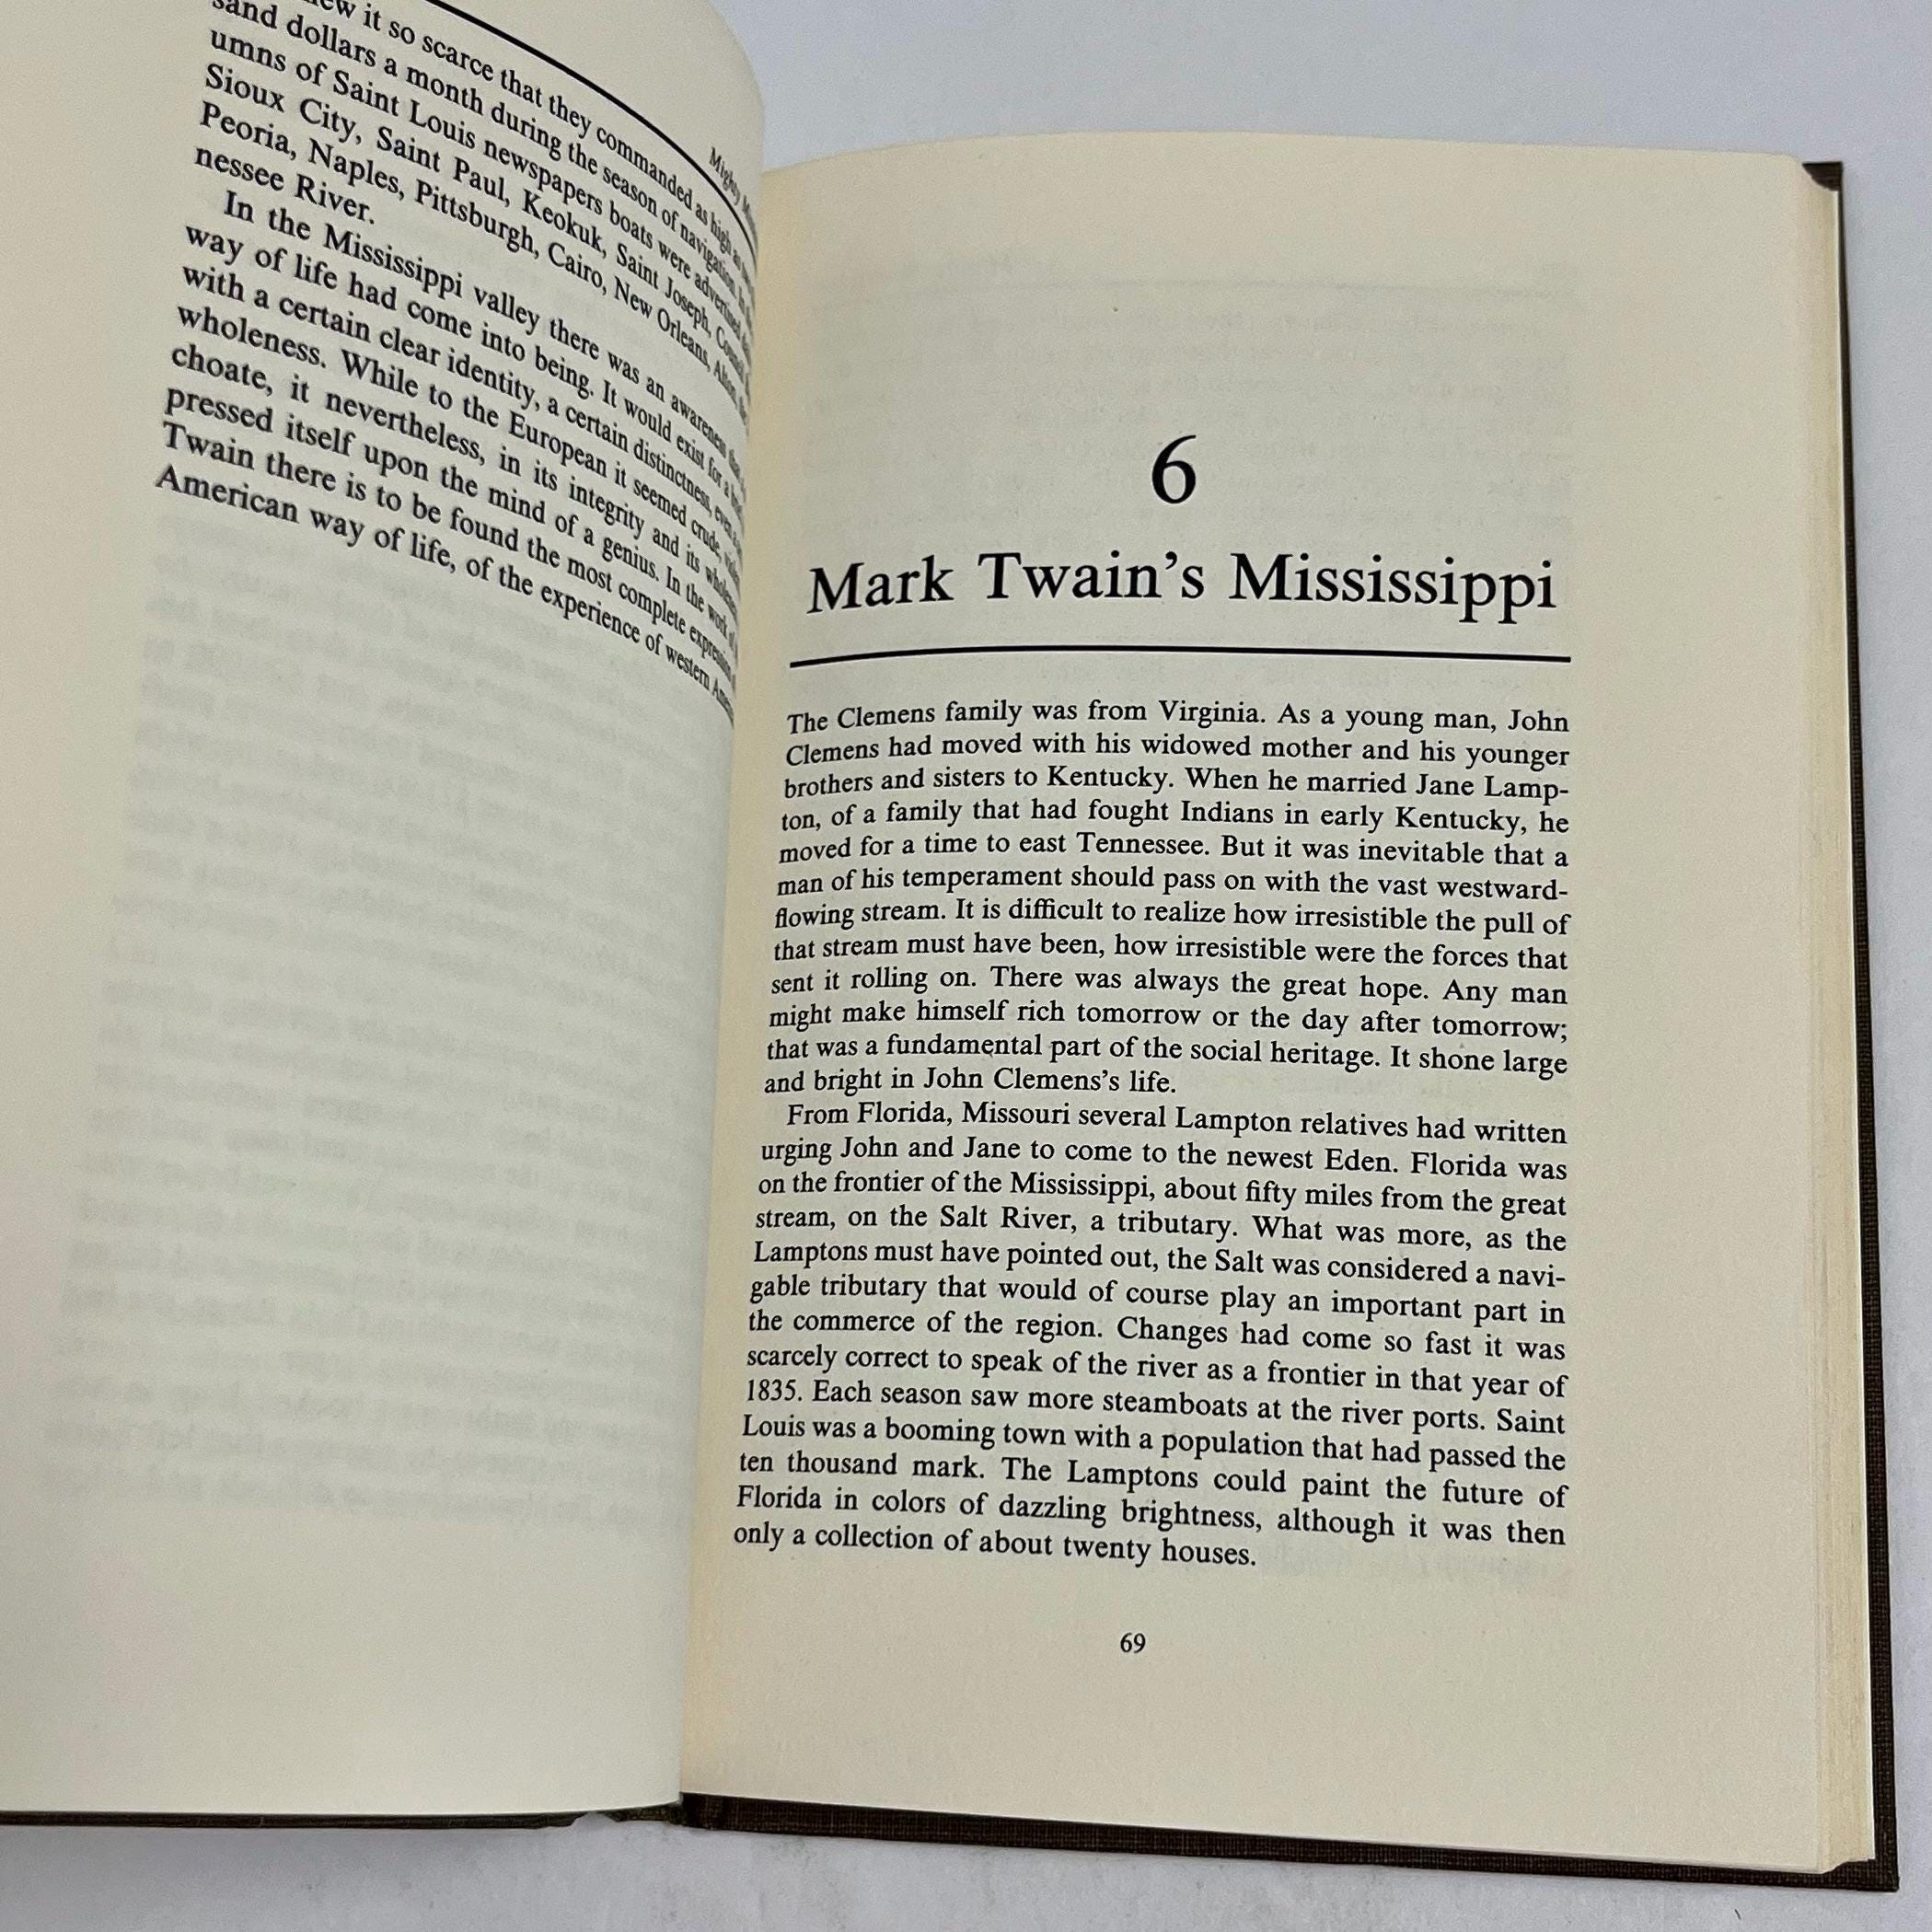 Mighty
it so scarce that they commanded as high as
sand dollars a month during the season of navigation. In the
umns of Saint Louis newspapers boats were advertised
Sioux City, Saint Paul, Keokuk, Saint Joseph, Council
Peoria, Naples, Pittsburgh, Cairo, New Orleans, Alton,
nessee River.
In the Mississippi valley there was an awareness that
way of life had come into being. It would exist for a
with a certain clear identity, a certain distinctness, even a
wholeness. While to the European it seemed crude,
choate, it nevertheless, in its integrity and its wholeness
pressed itself upon the mind of a genius. In the work of
Twain there is to be found the most complete expression
American way of life, of the experience of western
6
Mark Twain’s Mississippi
The Clemens family was from Virginia. As a young man, John
Clemens had moved with his widowed mother and his younger
brothers and sisters to Kentucky. When he married Jane Lamp-
ton, of a family that had fought Indians in early Kentucky, he
moved for a time to east Tennessee. But it was inevitable that a
man of his temperament should pass on with the vast westward-
flowing stream. It is difficult to realize how irresistible the pull of
that stream must have been, how irresistible were the forces that
sent it rolling on. There was always the great hope. Any man
might make himself rich tomorrow or the day after tomorrow;
that was a fundamental part of the social heritage. It shone large
and bright in John Clemens’s life.
From Florida, Missouri several Lampton relatives had written
urging John and Jane to come to the newest Eden. Florida was
on the frontier of the Mississippi, about fifty miles from the great
stream, on the Salt River, a tributary. What was more, as the
Lamptons must have pointed out, the Salt was considered a navi-
gable tributary that would of course play an important part in
the commerce of the region. Changes had come so fast it was
scarcely correct to speak of the river as a frontier in that year of
1835. Each season saw more steamboats at the river ports. Saint
Louis was a booming town with a population that had passed the
ten thousand mark. The Lamptons could paint the future of
Florida in colors of dazzling brightness, although it was then
only a collection of about twenty houses.
69